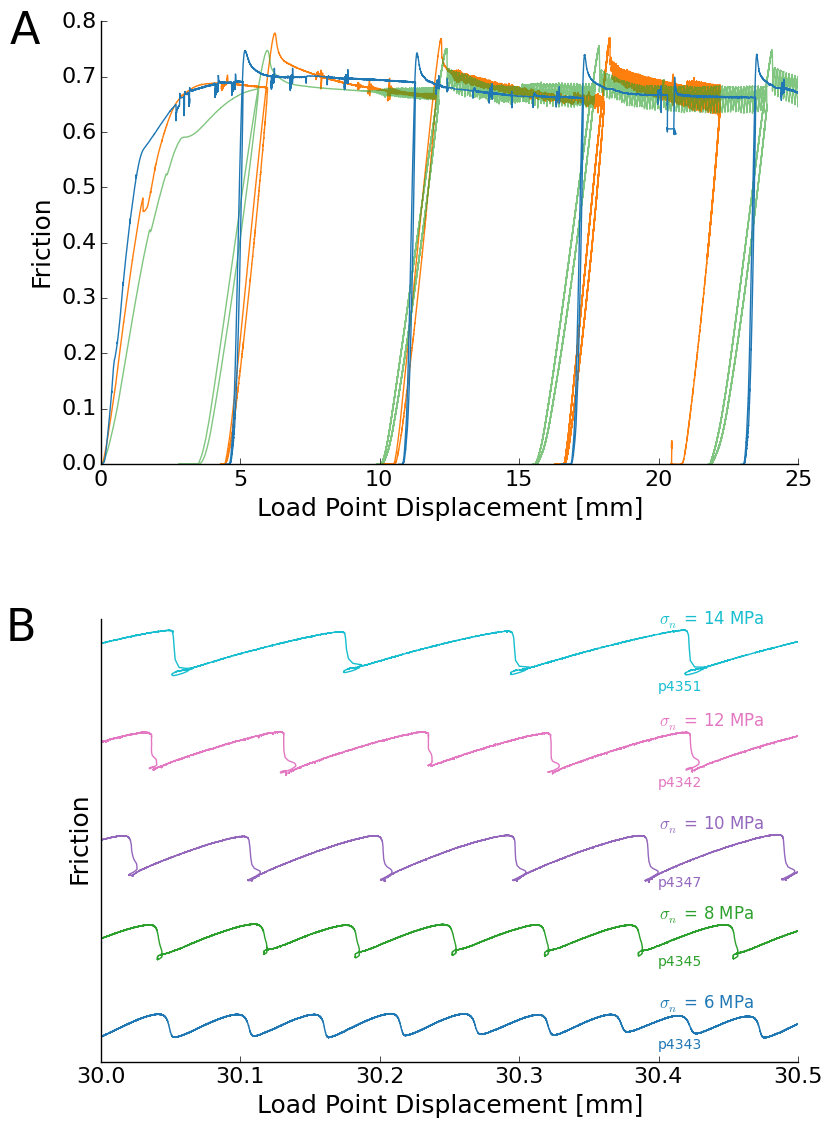 A
0.8
0.7
0.6
0.5
0.4
0.3
0.2
0.1
0.0
Friction
0 5 10 15 20 25
Load Point Displacement [mm]
B
σn = 14 MPa
p4351
σn = 12 MPa
p4342
σn = 10 MPa
p4347
σn = 8 MPa
p4345
σn = 6 MPa
p4343
Friction
30.0 30.1 30.2 30.3 30.4 30.5
Load Point Displacement [mm]